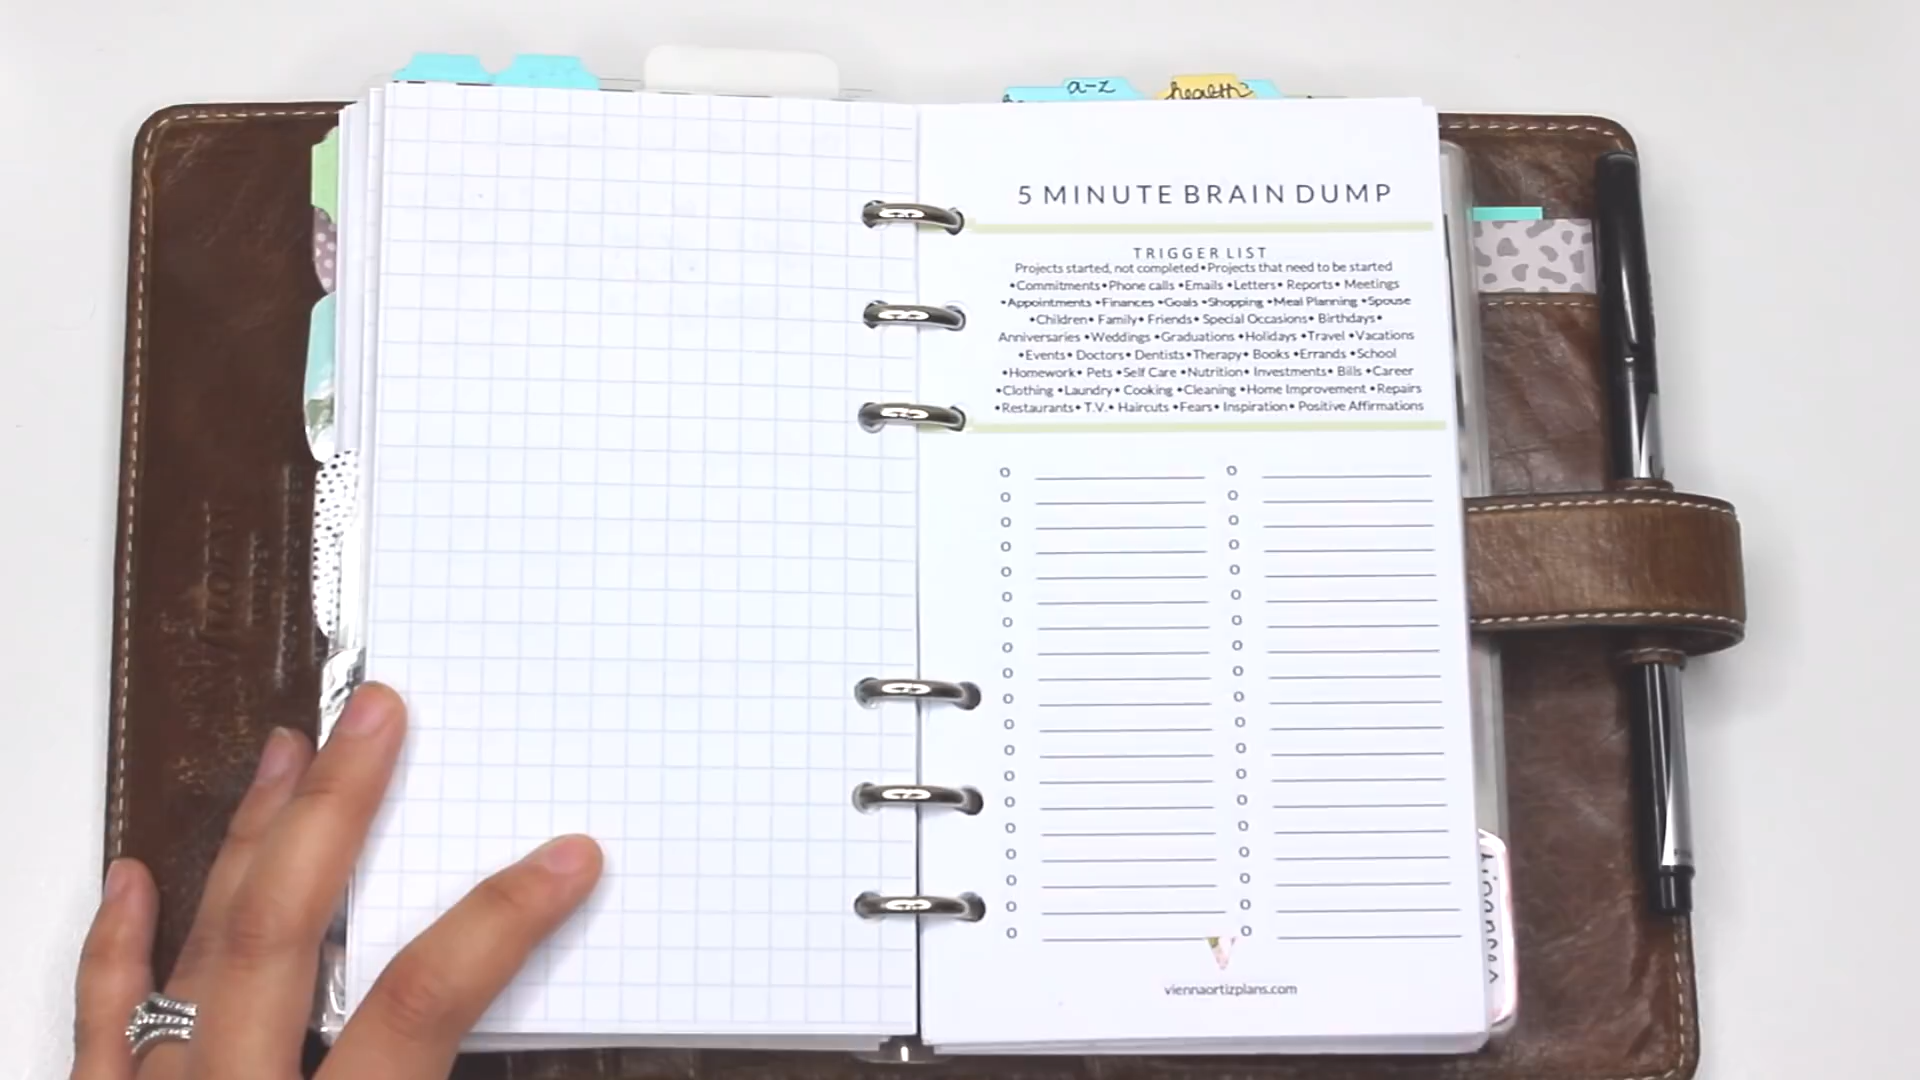 a-z
health
5 MINUTE BRAIN DUMP
TRIGGER LIST
Projects started, not completed•Projects that need to be started
•Commitments•Phone calls •Emails •Letters• Reports• Meetings
•Appointments •Finances •Goals •Shopping •Meal Planning •Spouse
•Children• Family• Friends• Special Occasions• Birthdays•
Anniversaries •Weddings •Graduations •Holidays •Travel •Vacations
•Events• Doctors• Dentists•Therapy• Books •Errands •School
•Homework• Pets •Self Care •Nutrition• Investments• Bills •Career
•Clothing •Laundry• Cooking •Cleaning •Home Improvement •Repairs
•Restaurants• T.V.• Haircuts •Fears• Inspiration• Positive Affirmations
viennaortizplans.com